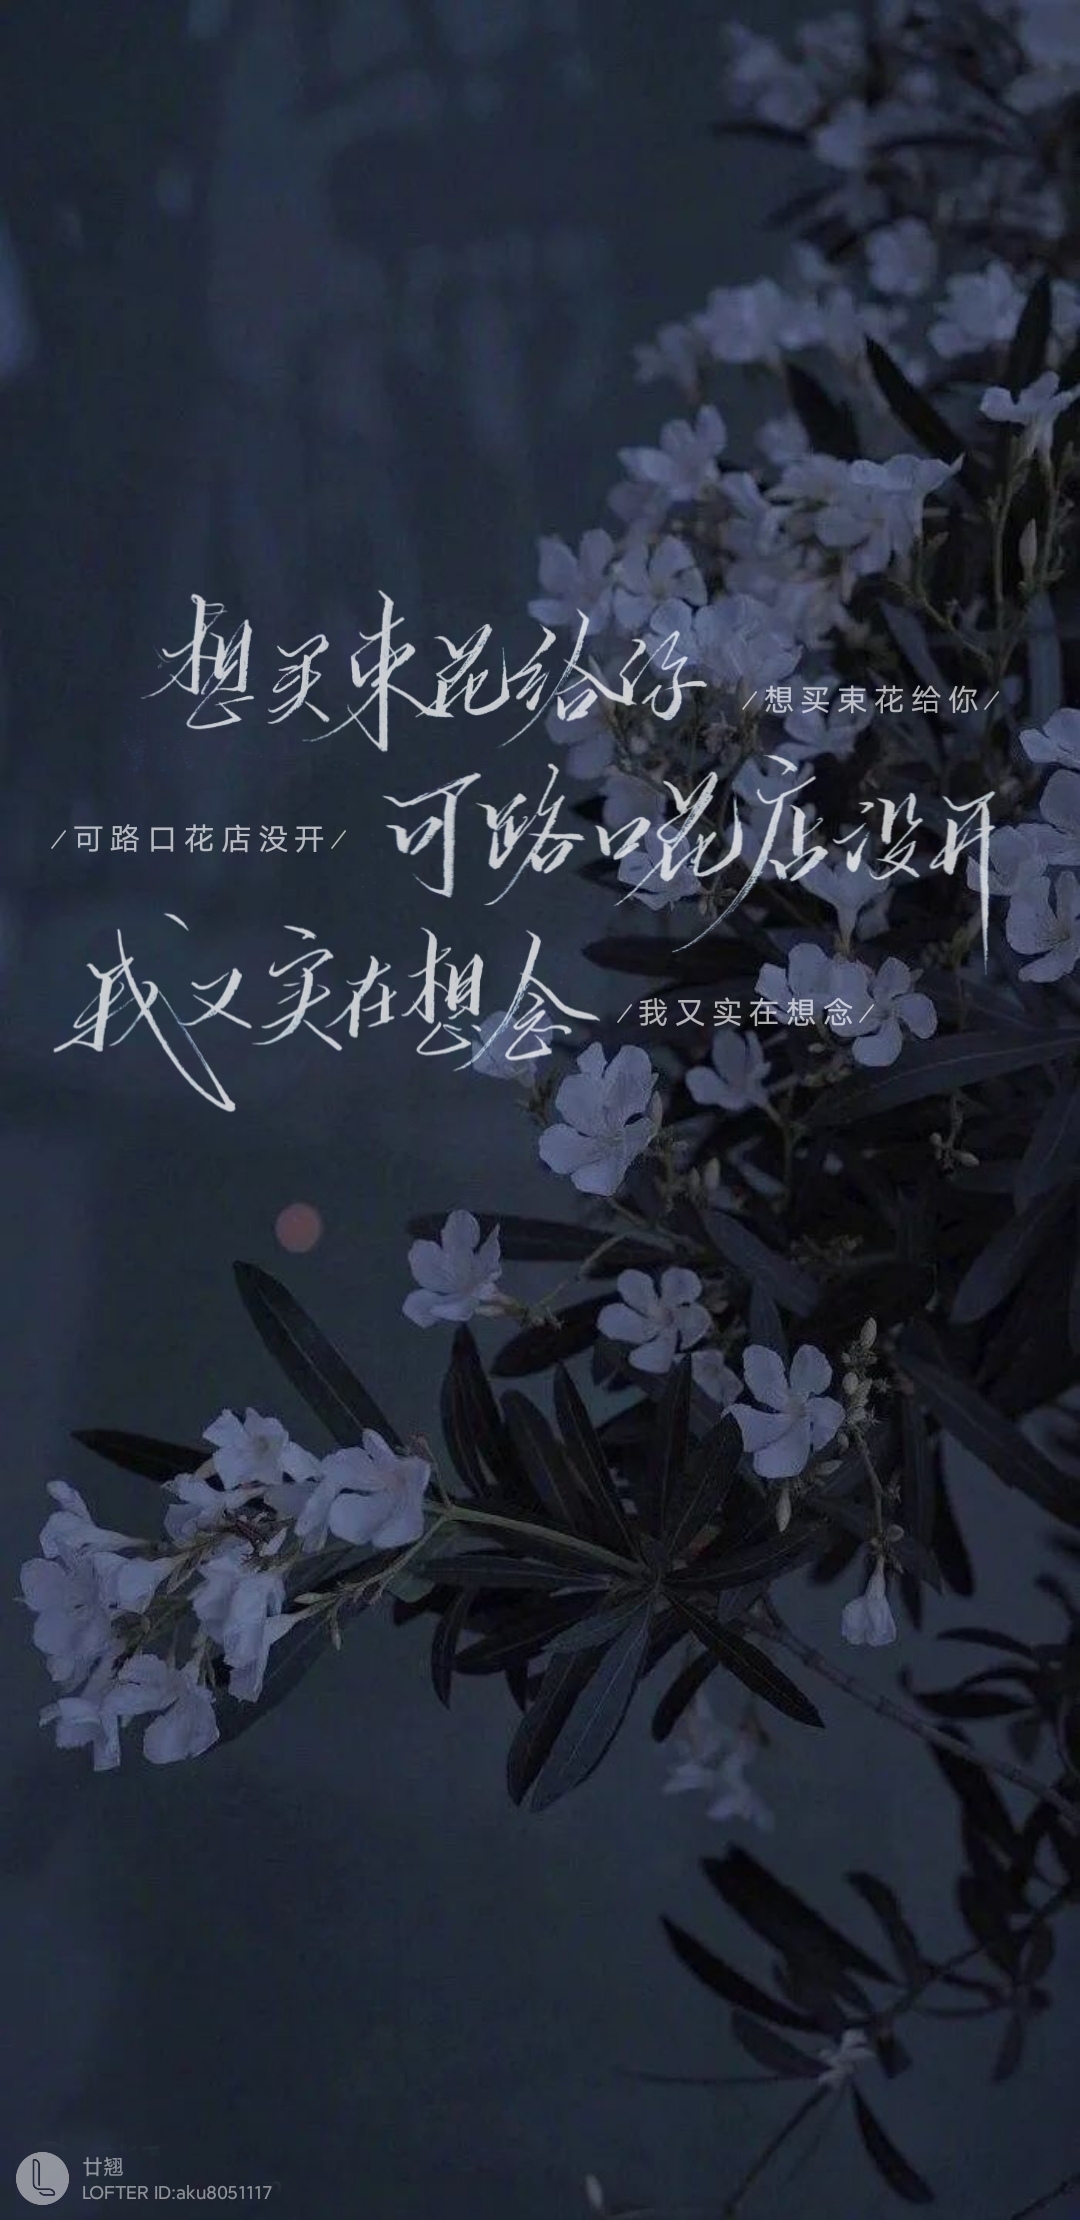 想买束花给你 /想买束花给你/
/可路口花店没开/ 可路口花店没开
我又实在想念 /我又实在想念/
廿翘
LOFTER ID:aku8051117